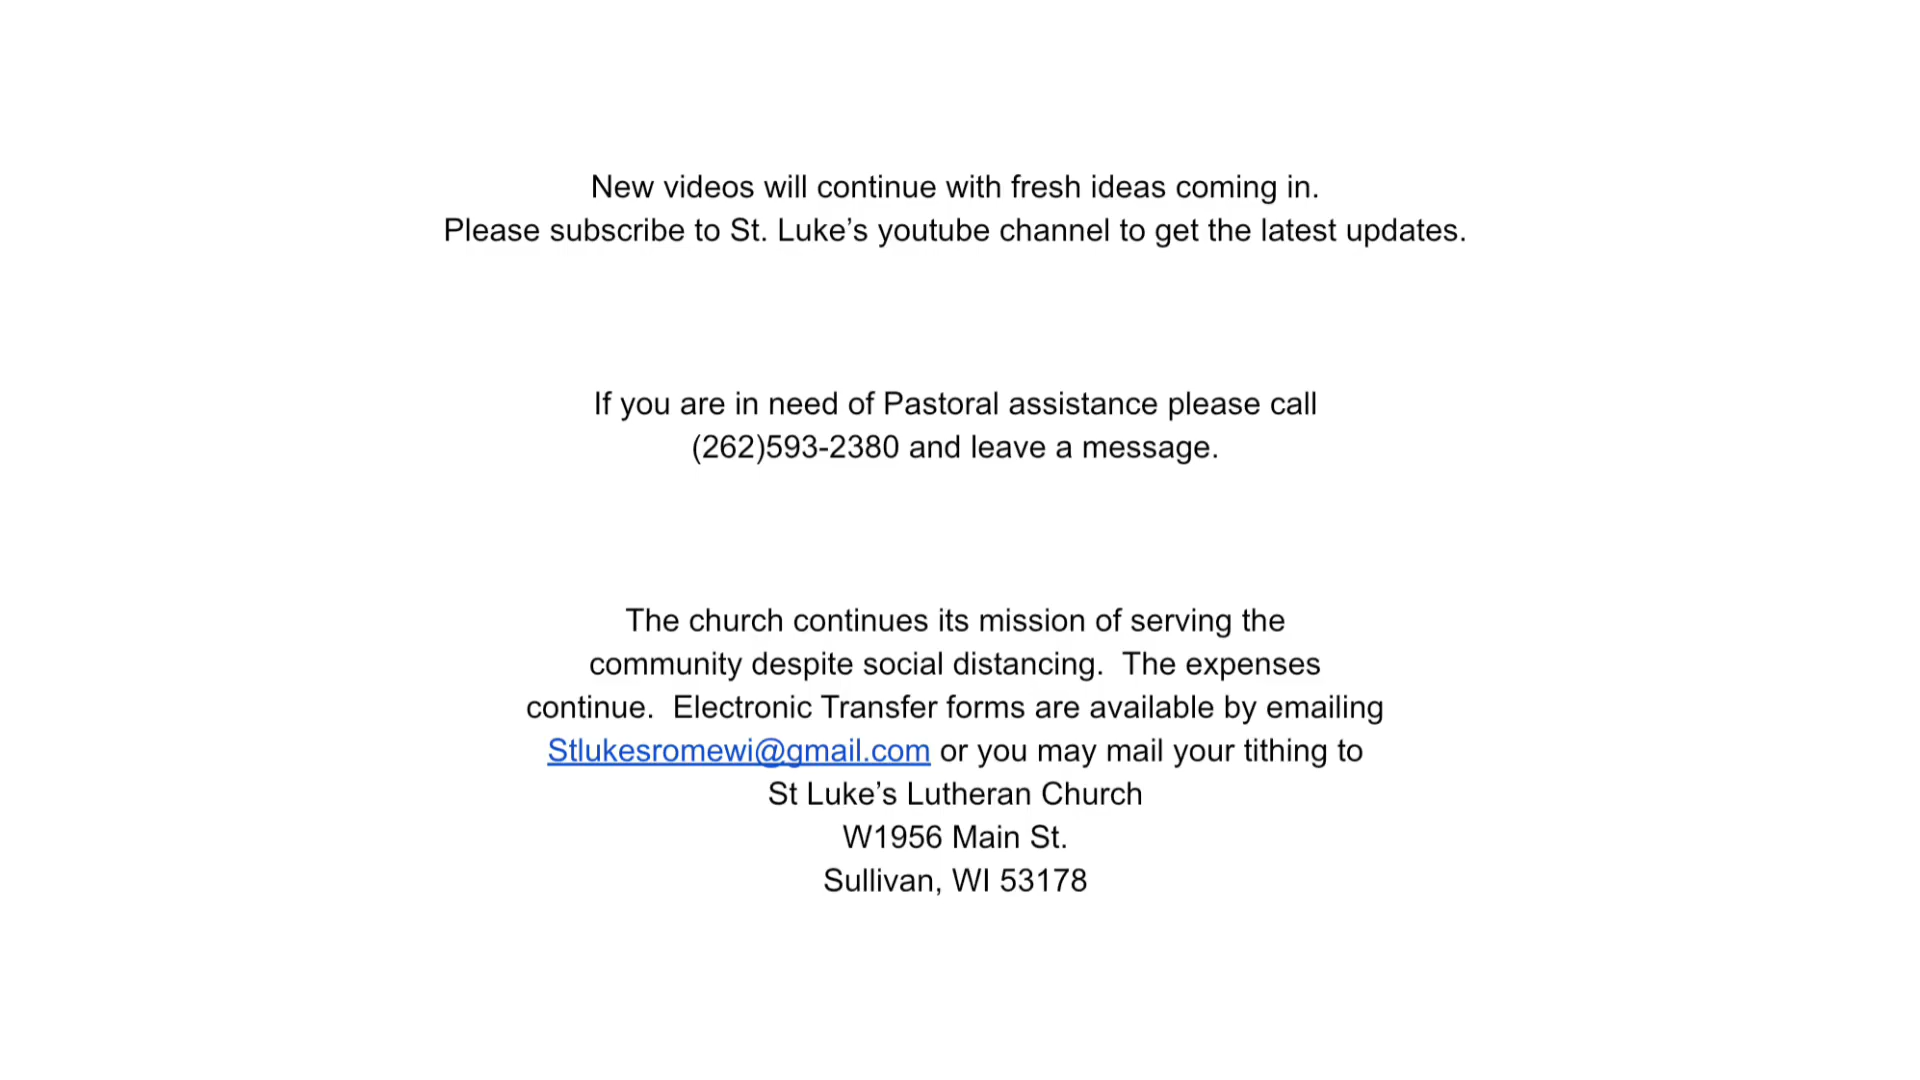 New videos will continue with fresh ideas coming in.
Please subscribe to St. Luke’s youtube channel to get the latest updates.
If you are in need of Pastoral assistance please call
(262)593-2380 and leave a message.
The church continues its mission of serving the
community despite social distancing.  The expenses
continue.  Electronic Transfer forms are available by emailing
Stlukesromewi@gmail.com or you may mail your tithing to
St Luke’s Lutheran Church
W1956 Main St.
Sullivan, WI 53178